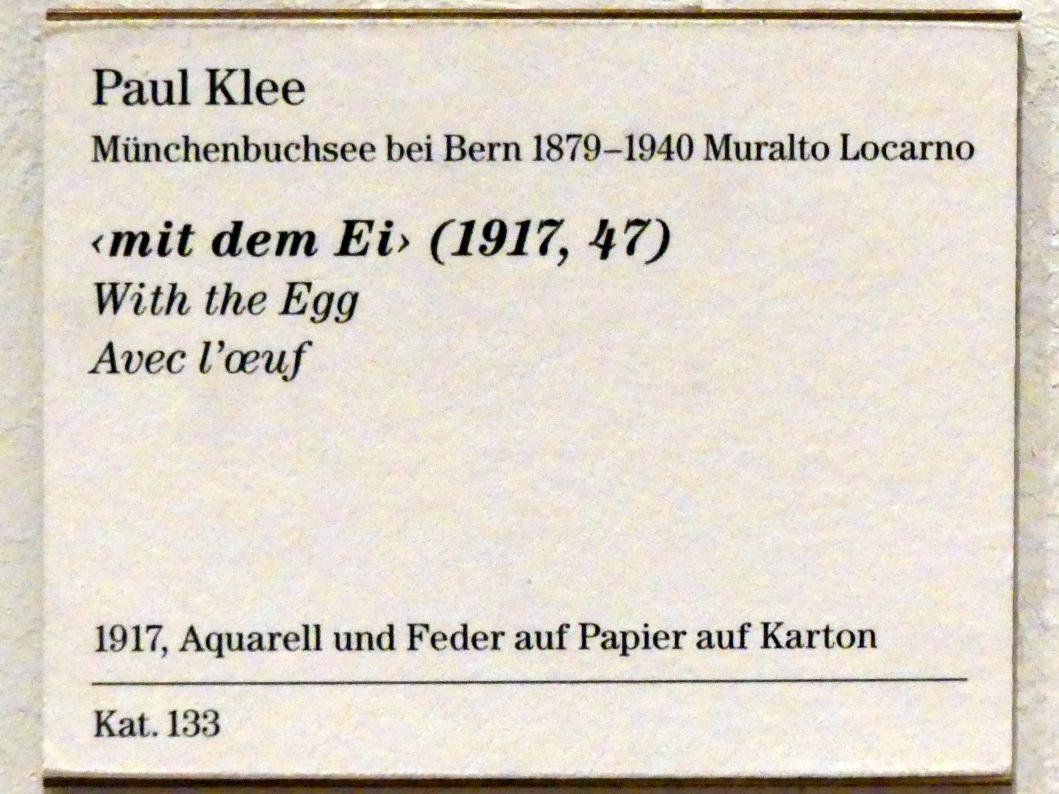 Paul Klee
Münchenbuchsee bei Bern 1879–1940 Muralto Locarno
‹mit dem Ei› (1917, 47)
With the Egg
Avec l’œuf
1917, Aquarell und Feder auf Papier auf Karton
Kat. 133